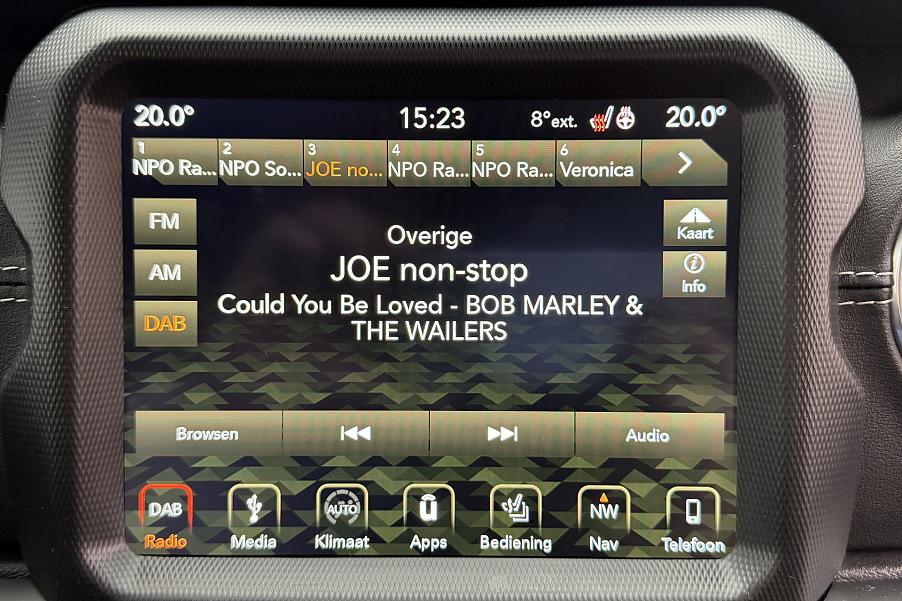 20.0° 15:23 8°ext. 20.0°
1 NPO Ra... 2 NPO So... 3 JOE no... 4 NPO Ra... 5 NPO Ra... 6 Veronica
FM
AM
DAB
Overige
JOE non-stop
Could You Be Loved - BOB MARLEY &
THE WAILERS
Kaart
Info
Browsen Audio
DAB AUTO NW
Radio Media Klimaat Apps Bediening Nav Telefoon